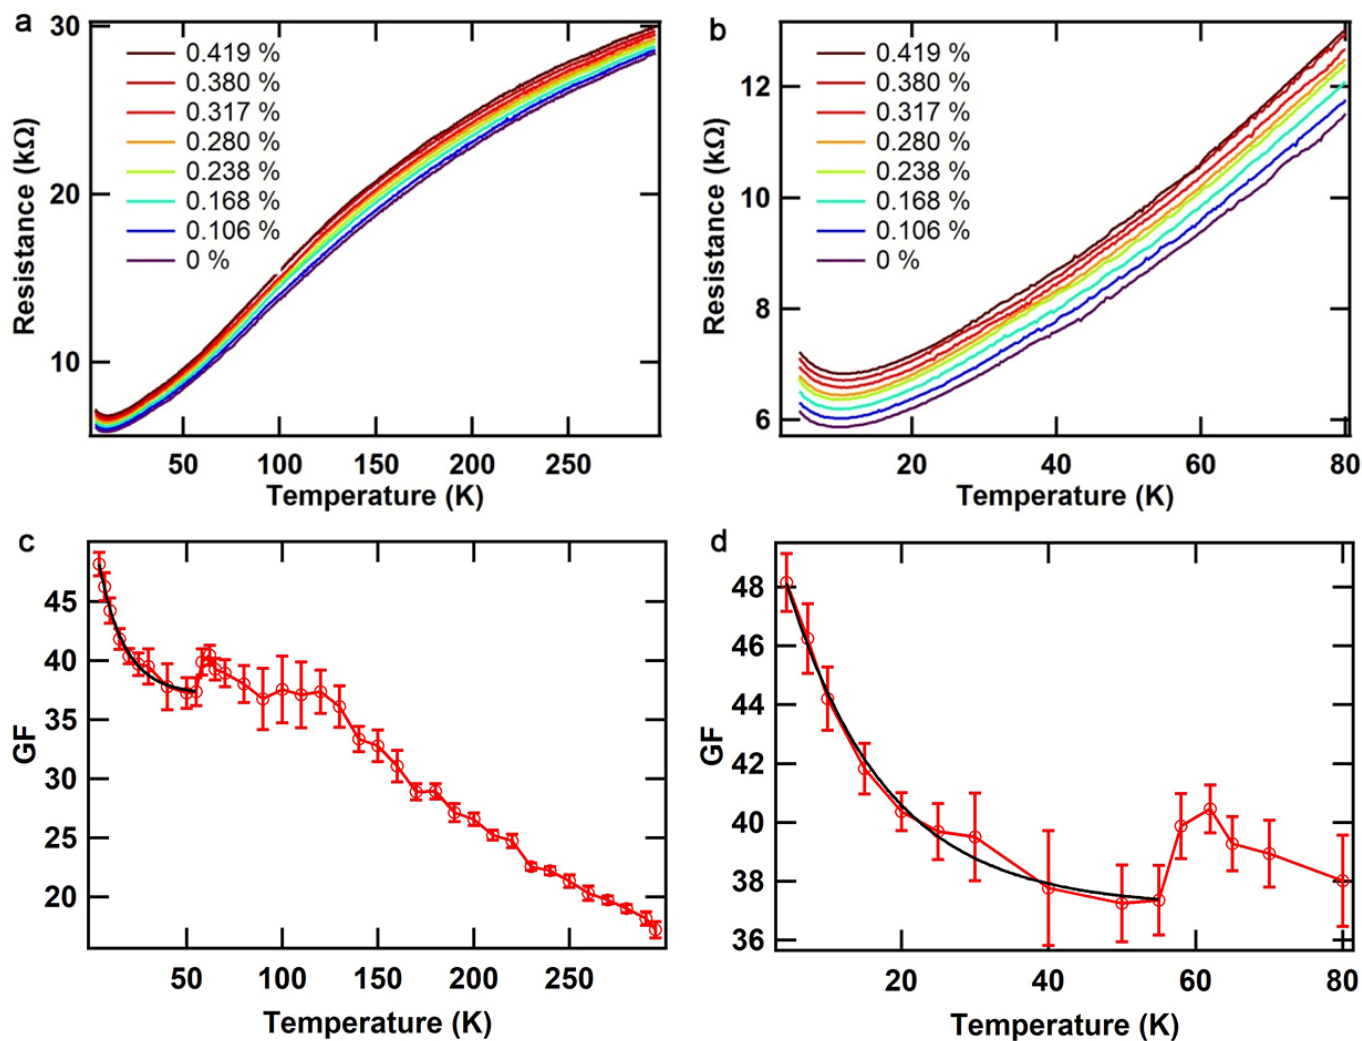 a
30
20
10
Resistance (kΩ)
0.419 %
0.380 %
0.317 %
0.280 %
0.238 %
0.168 %
0.106 %
0 %
50 100 150 200 250
Temperature (K)
b
12
10
8
6
Resistance (kΩ)
0.419 %
0.380 %
0.317 %
0.280 %
0.238 %
0.168 %
0.106 %
0 %
20 40 60 80
Temperature (K)
c
45
40
35
30
25
20
GF
50 100 150 200 250
Temperature (K)
d
48
46
44
42
40
38
36
GF
20 40 60 80
Temperature (K)